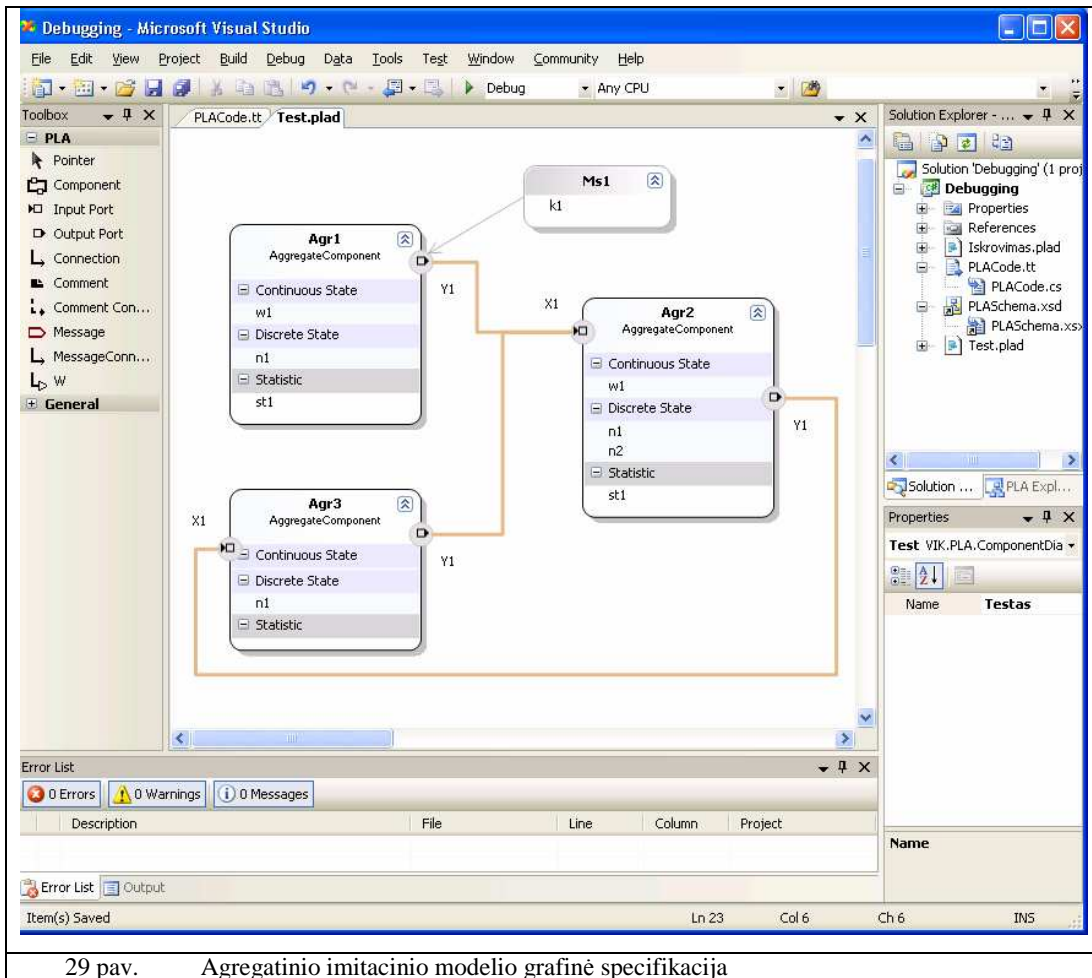 Debugging - Microsoft Visual Studio
File Edit View Project Build Debug Data Tools Test Window Community Help
Debug Any CPU
Toolbox
PLA
Pointer
Component
Input Port
Output Port
Connection
Comment
Comment Con...
Message
MessageConn...
W
General
PLACode.tt Test.plad
Ms1
k1
Agr1
AggregateComponent
Continuous State
w1
Discrete State
n1
Statistic
st1
Y1
X1
Agr2
AggregateComponent
Continuous State
w1
Discrete State
n1
n2
Statistic
st1
Y1
X1
Agr3
AggregateComponent
Continuous State
Discrete State
n1
Statistic
Y1
Solution Explorer - ...
Solution 'Debugging' (1 proj
Debugging
Properties
References
Iskrovimas.plad
PLACode.tt
PLACode.cs
PLASchema.xsd
PLASchema.xsx
Test.plad
Solution ... PLA Expl...
Properties
Test VIK.PLA.ComponentDia
Name Testas
Name
Error List
0 Errors 0 Warnings 0 Messages
Description File Line Column Project
Error List Output
Item(s) Saved Ln 23 Col 6 Ch 6 INS
29 pav. Agregatinio imitacinio modelio grafinė specifikacija